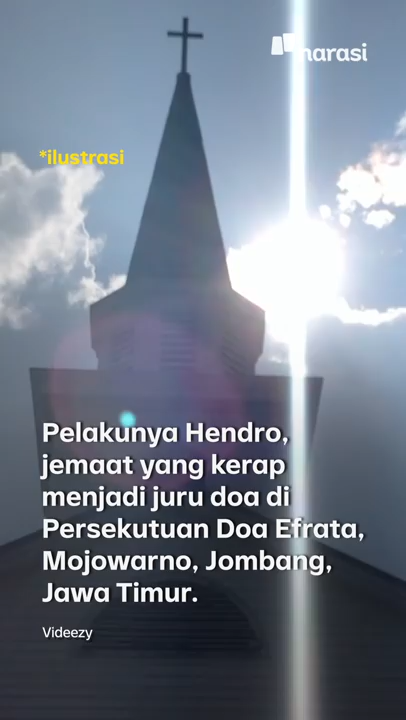 narasi
*ilustrasi
Pelakunya Hendro,
jemaat yang kerap
menjadi juru doa di
Persekutuan Doa Efrata,
Mojowarno, Jombang,
Jawa Timur.
Videezy